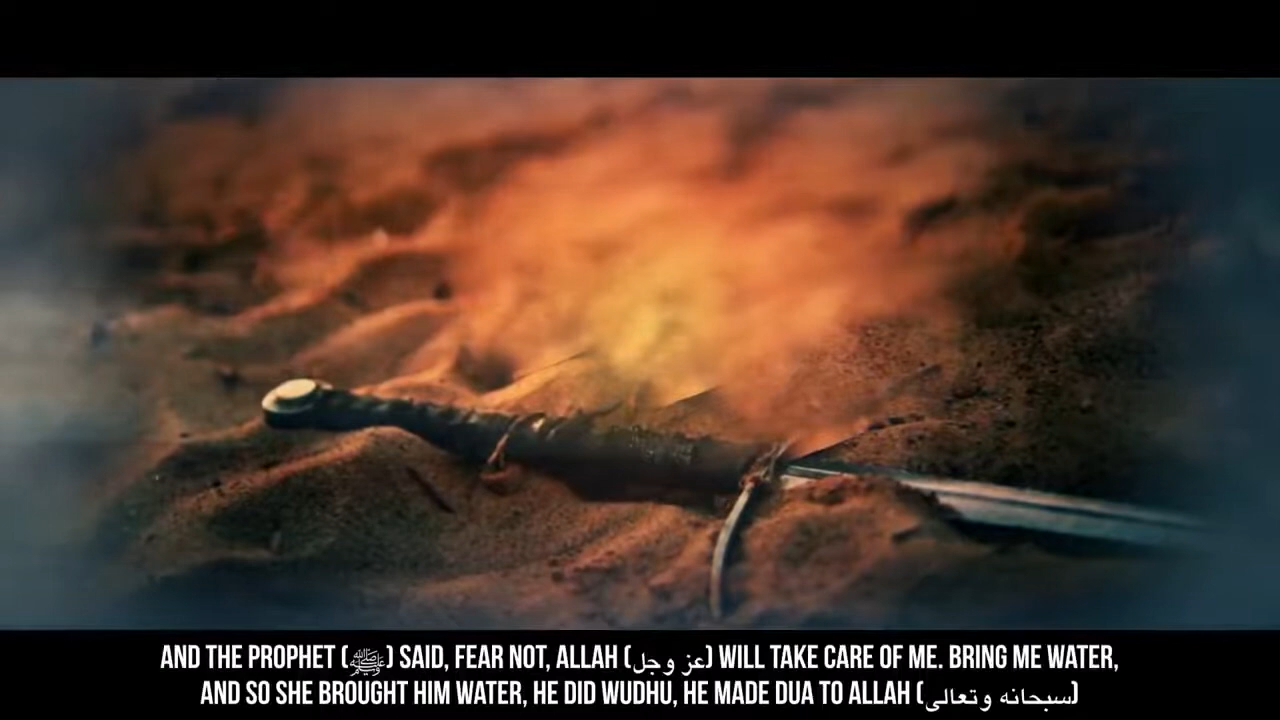 AND THE PROPHET (ﷺ) SAID, FEAR NOT, ALLAH (عز وجل) WILL TAKE CARE OF ME. BRING ME WATER,
AND SO SHE BROUGHT HIM WATER, HE DID WUDHU, HE MADE DUA TO ALLAH (سبحانه وتعالى)